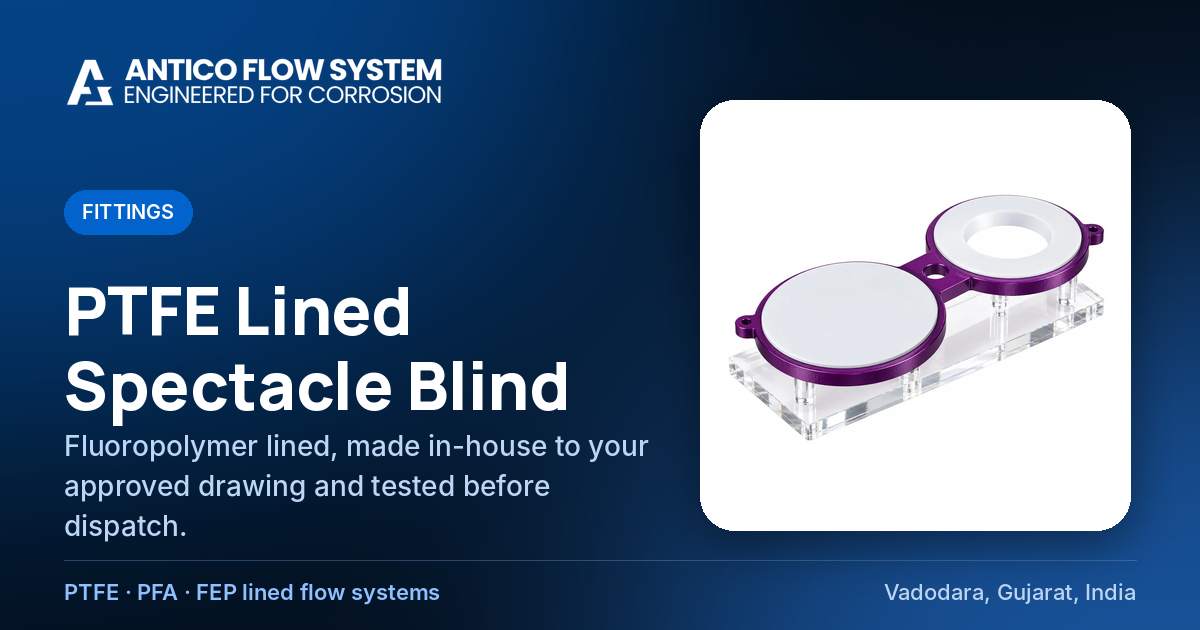 ANTICO FLOW SYSTEM
ENGINEERED FOR CORROSION
FITTINGS
PTFE Lined
Spectacle Blind
Fluoropolymer lined, made in-house to your
approved drawing and tested before
dispatch.
PTFE · PFA · FEP lined flow systems
Vadodara, Gujarat, India